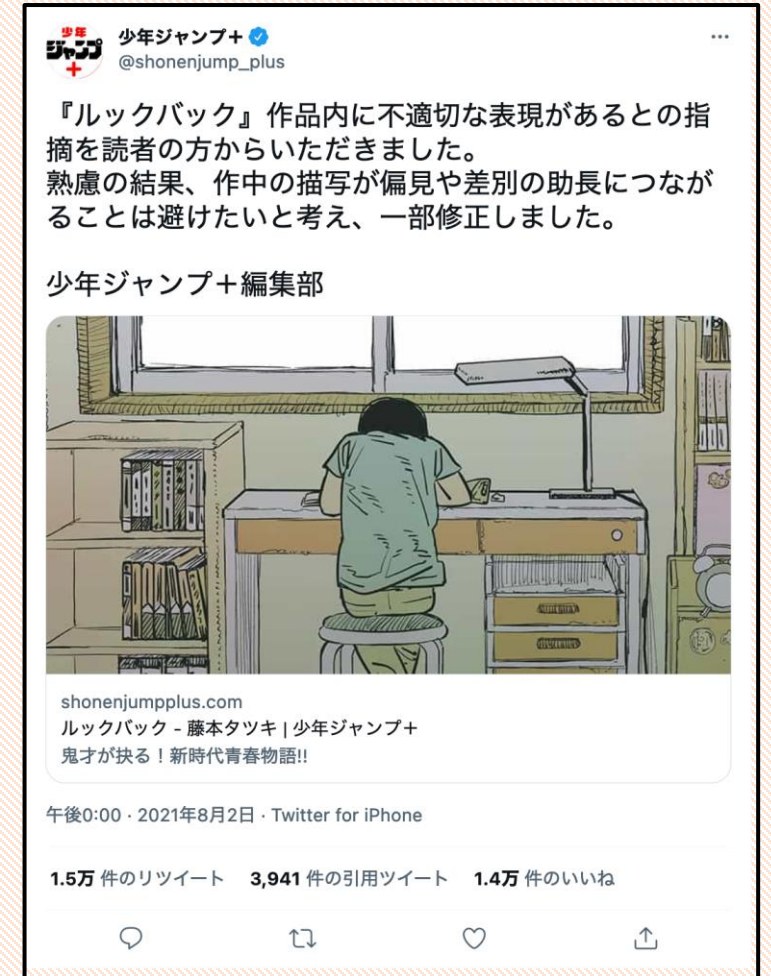 少年
ジャンプ
+
少年ジャンプ+
@shonenjump_plus
『ルックバック』作品内に不適切な表現があるとの指
摘を読者の方からいただきました。
熟慮の結果、作中の描写が偏見や差別の助長につなが
ることは避けたいと考え、一部修正しました。
少年ジャンプ+編集部
shonenjumpplus.com
ルックバック - 藤本タツキ | 少年ジャンプ+
鬼才が抉る！新時代青春物語!!
午後0:00 · 2021年8月2日 · Twitter for iPhone
1.5万 件のリツイート 3,941 件の引用ツイート 1.4万 件のいいね